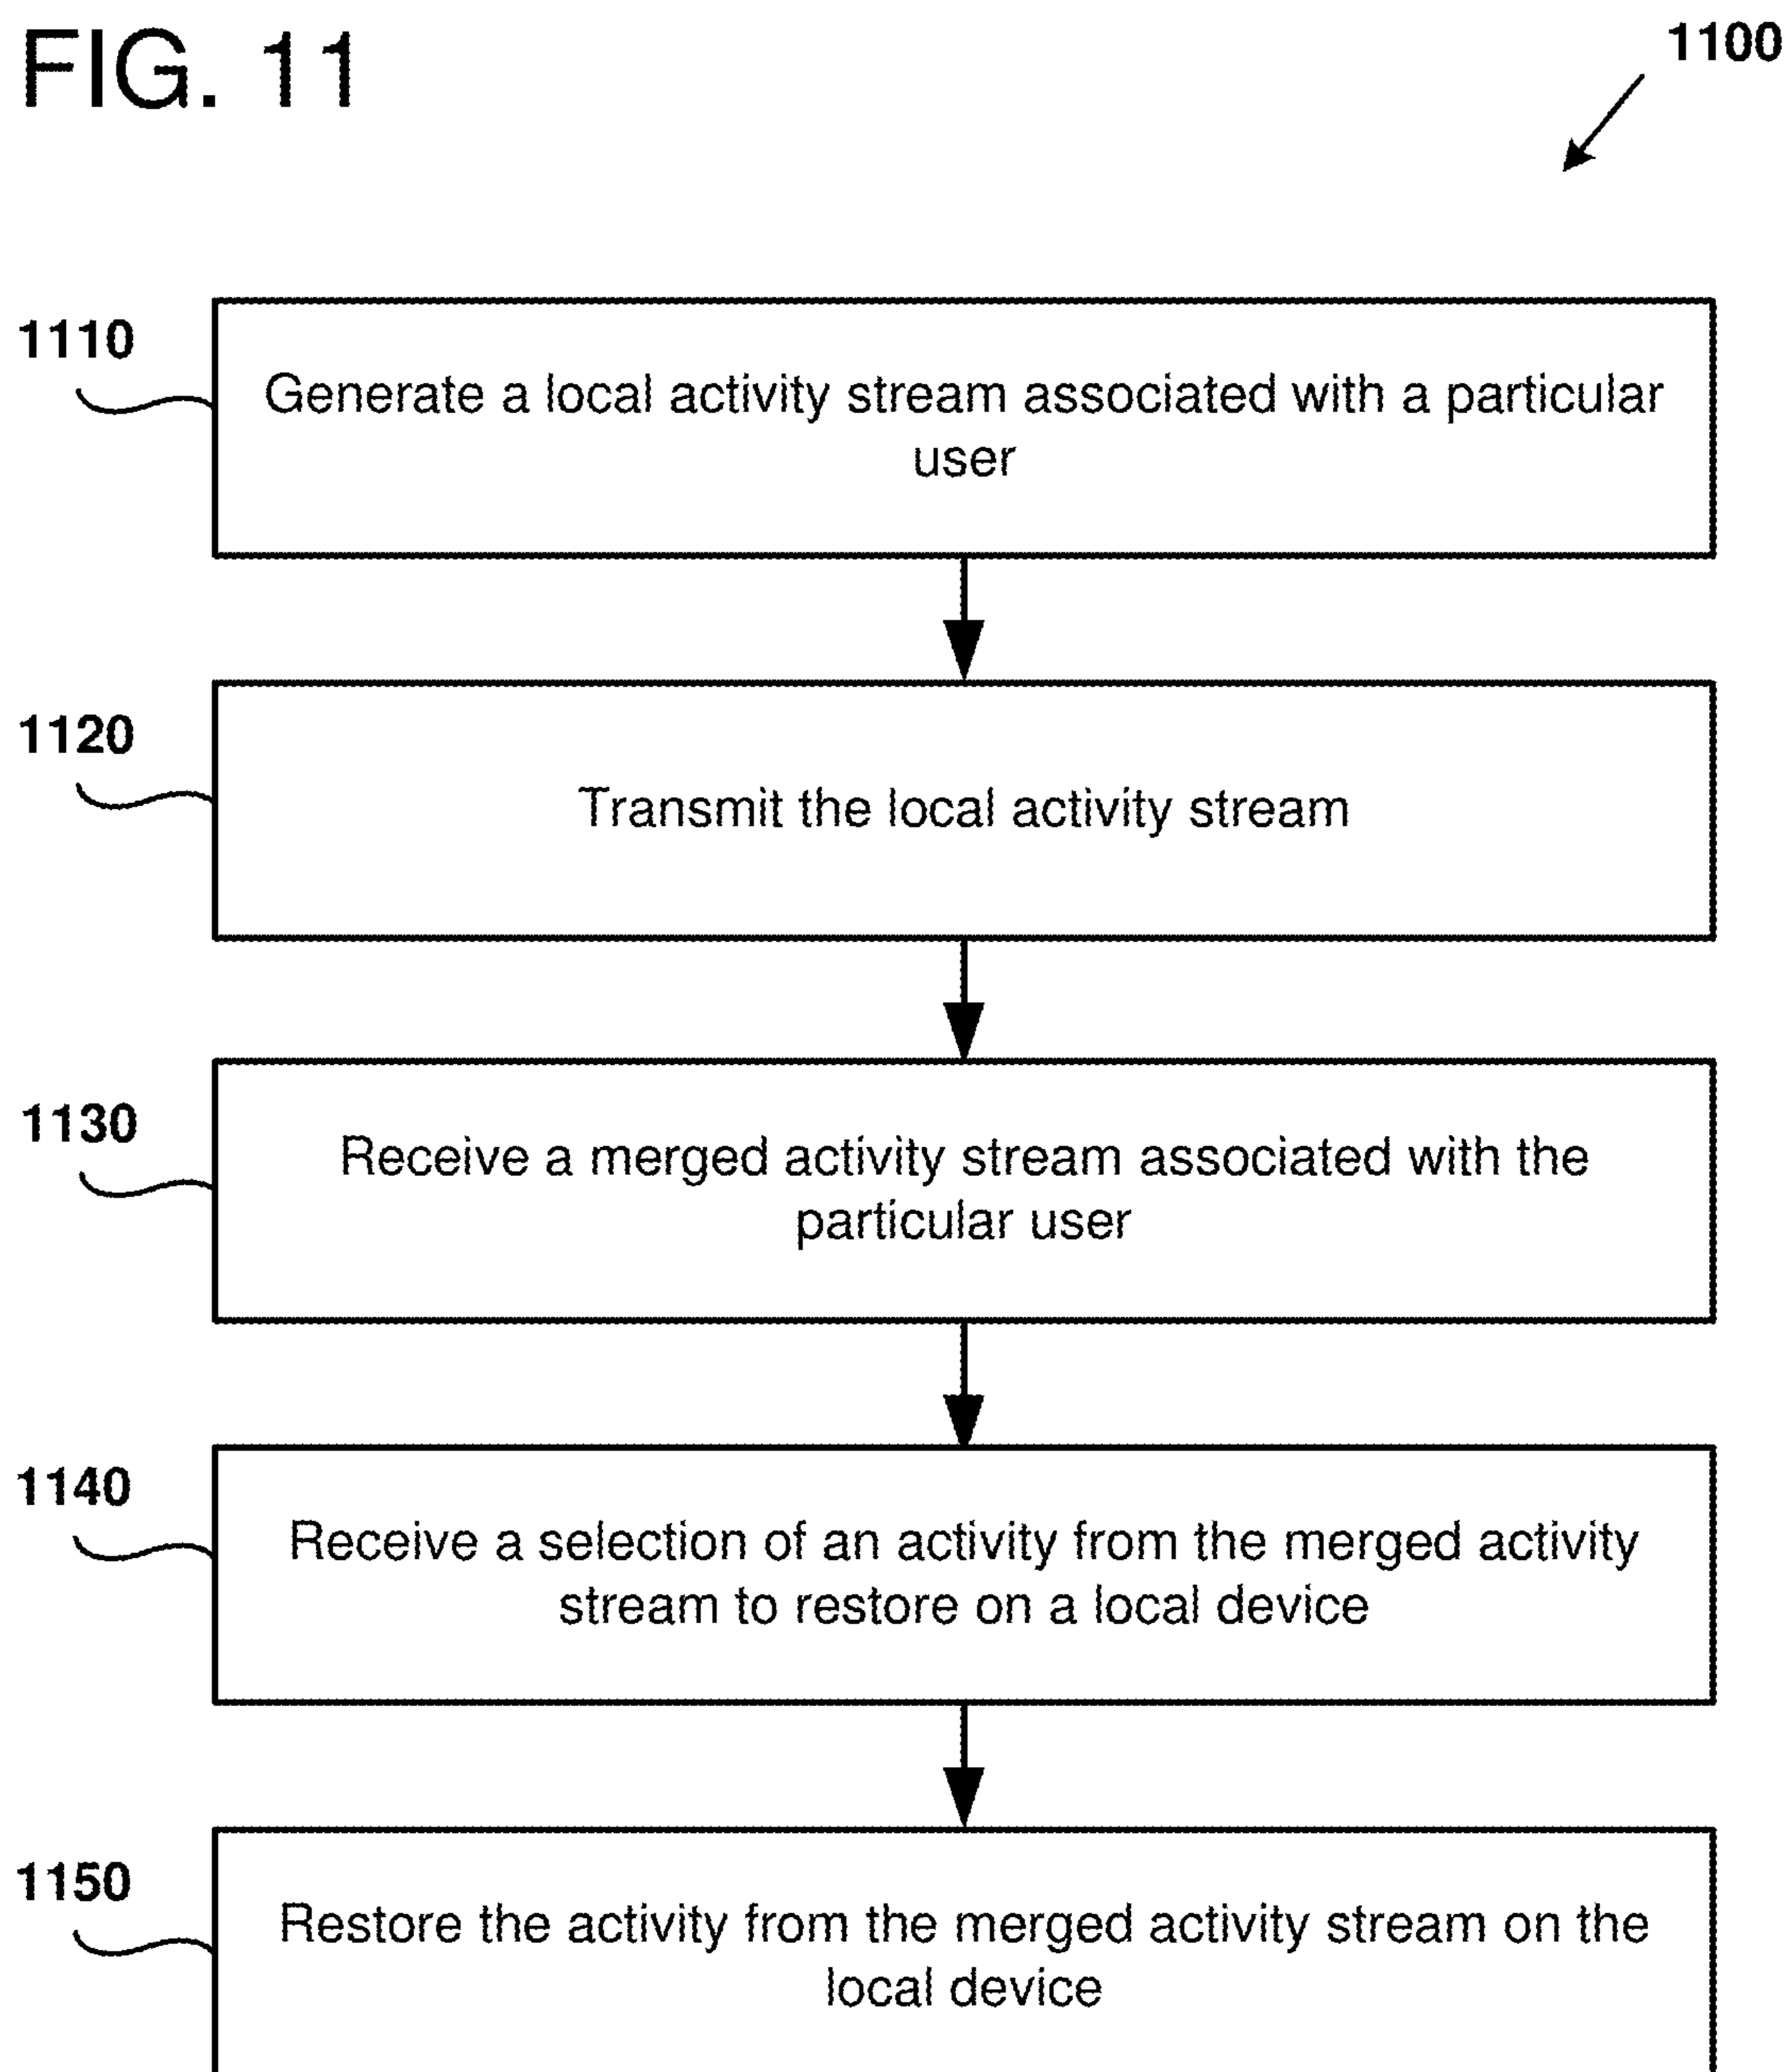 FIG. 11
1100
1110
Generate a local activity stream associated with a particular
user
1120
Transmit the local activity stream
1130
Receive a merged activity stream associated with the
particular user
1140
Receive a selection of an activity from the merged activity
stream to restore on a local device
1150
Restore the activity from the merged activity stream on the
local device